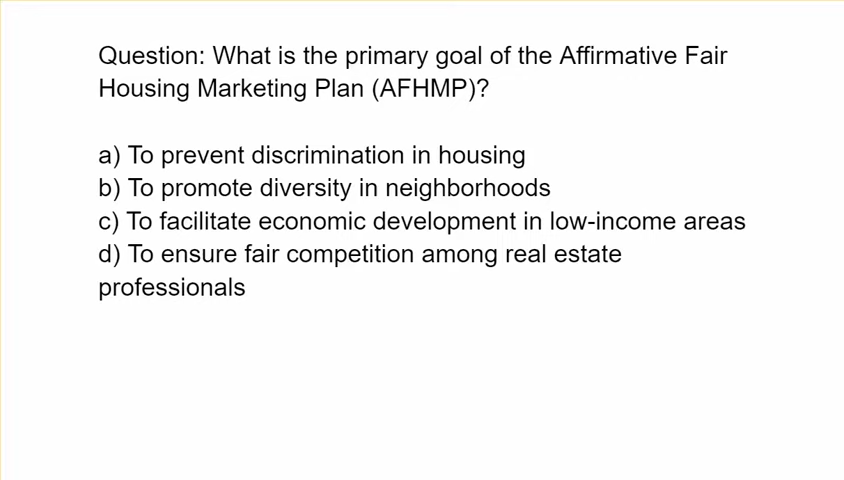 Question: What is the primary goal of the Affirmative Fair
Housing Marketing Plan (AFHMP)?
a) To prevent discrimination in housing
b) To promote diversity in neighborhoods
c) To facilitate economic development in low-income areas
d) To ensure fair competition among real estate
professionals